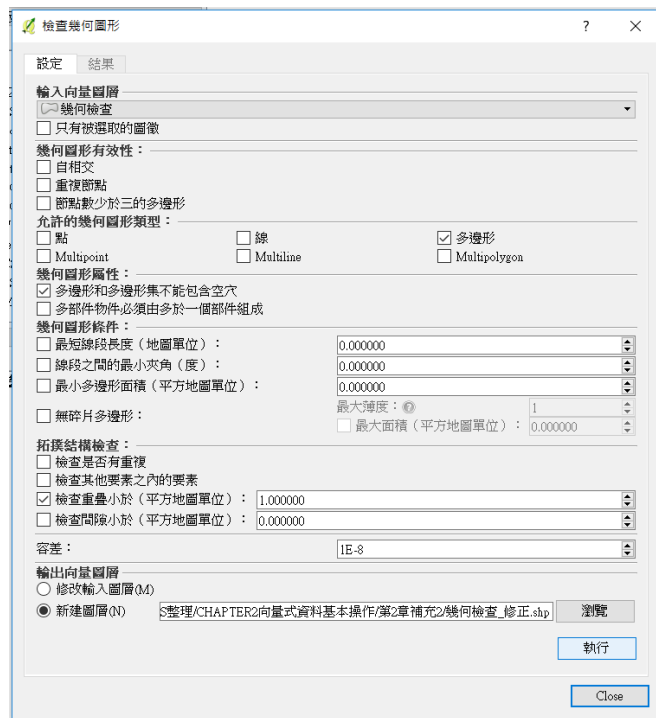 檢查幾何圖形
?
設定 結果
輸入向量圖層
幾何檢查
只有被選取的圖徵
幾何圖形有效性：
自相交
重複節點
節點數少於三的多邊形
允許的幾何圖形類型：
點 線 多邊形
Multipoint Multiline Multipolygon
幾何圖形屬性：
多邊形和多邊形集不能包含空穴
多部件物件必須由多於一個部件組成
幾何圖形條件：
最短線段長度（地圖單位）： 0.000000
線段之間的最小夾角（度）： 0.000000
最小多邊形面積（平方地圖單位）： 0.000000
無碎片多邊形： 最大薄度： 1
最大面積（平方地圖單位）： 0.000000
拓撲結構檢查：
檢查是否有重複
檢查其他要素之內的要素
檢查重疊小於（平方地圖單位）： 1.000000
檢查間隙小於（平方地圖單位）： 0.000000
容差： 1E-8
輸出向量圖層
修改輸入圖層(M)
新建圖層(N) S整理/CHAPTER2向量式資料基本操作/第2章補充2/幾何檢查_修正.shp 瀏覽
執行
Close